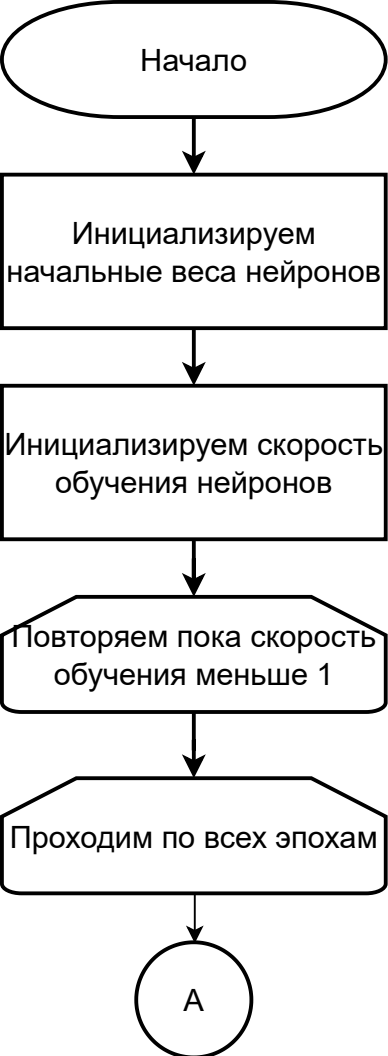 Начало
Инициализируем
начальные веса нейронов
Инициализируем скорость
обучения нейронов
Повторяем пока скорость
обучения меньше 1
Проходим по всех эпохам
А